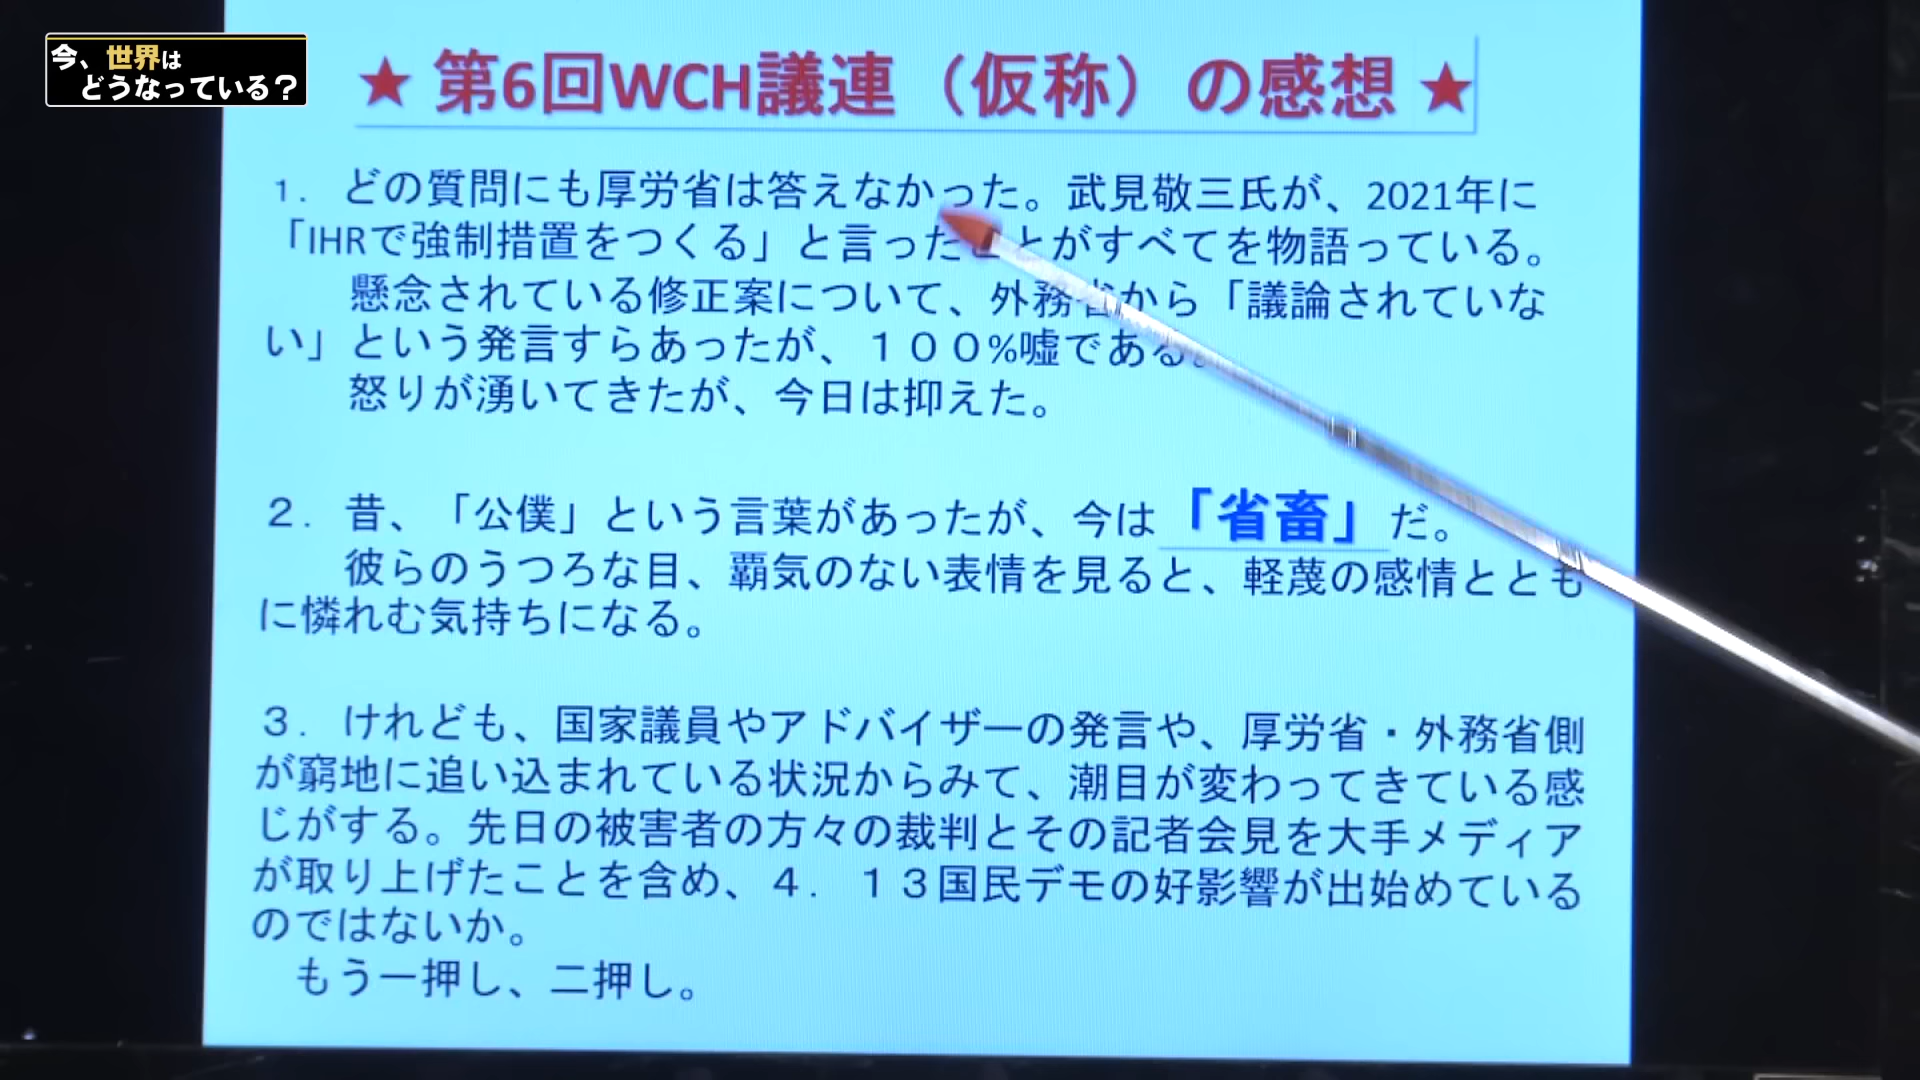 今、世界は
どうなっている?
★ 第6回WCH議連（仮称）の感想 ★
1. どの質問にも厚労省は答えなかった。武見敬三氏が、2021年に
「IHRで強制措置をつくる」と言った とがすべてを物語っている。
懸念されている修正案について、外務省から「議論されていな
い」という発言すらあったが、１００%嘘である。
怒りが湧いてきたが、今日は抑えた。
２．昔、「公僕」という言葉があったが、今は「省畜」だ。
彼らのうつろな目、覇気のない表情を見ると、軽蔑の感情ととも
に憐れむ気持ちになる。
３．けれども、国家議員やアドバイザーの発言や、厚労省・外務省側
が窮地に追い込まれている状況からみて、潮目が変わってきている感
じがする。先日の被害者の方々の裁判とその記者会見を大手メディア
が取り上げたことを含め、４．１３国民デモの好影響が出始めている
のではないか。
もう一押し、二押し。